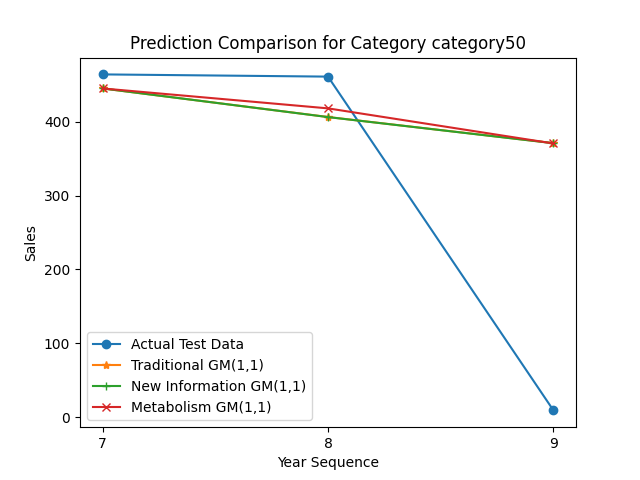 Prediction Comparison for Category category50
400
300
200
100
0
Sales
Actual Test Data
Traditional GM(1,1)
New Information GM(1,1)
Metabolism GM(1,1)
7
8
9
Year Sequence